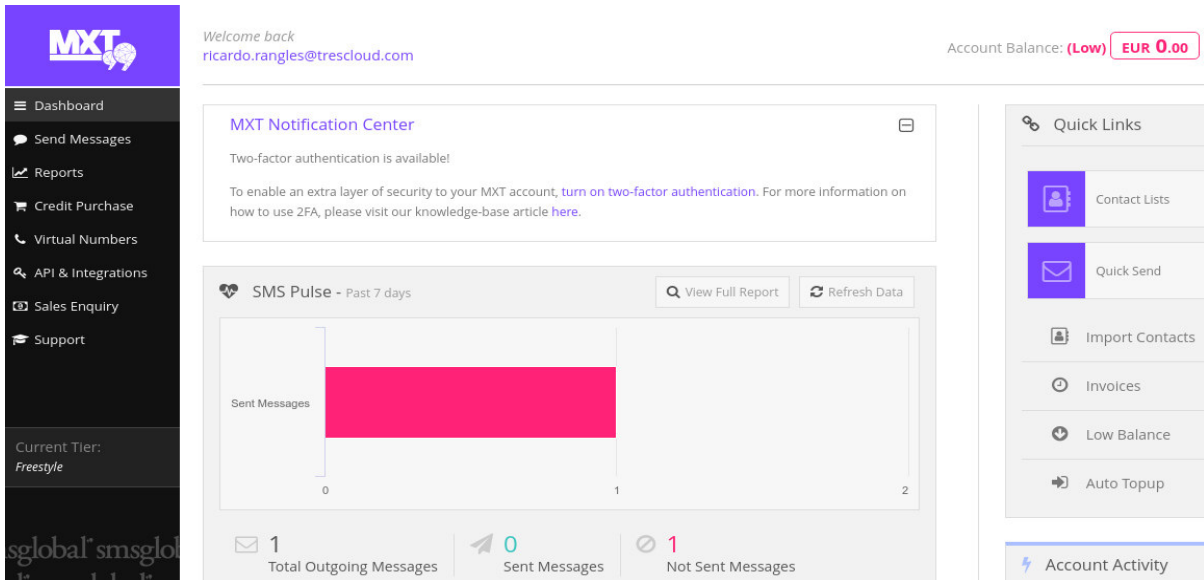 MXT
Welcome back
ricardo.rangles@trescloud.com
Account Balance: (Low) EUR 0.00
Dashboard
Send Messages
Reports
Credit Purchase
Virtual Numbers
API & Integrations
Sales Enquiry
Support
Current Tier:
Freestyle
sglobal smsglo
MXT Notification Center
Two-factor authentication is available!
To enable an extra layer of security to your MXT account, turn on two-factor authentication. For more information on
how to use 2FA, please visit our knowledge-base article here.
SMS Pulse - Past 7 days
View Full Report
Refresh Data
Sent Messages
0 1 2
1
Total Outgoing Messages
0
Sent Messages
1
Not Sent Messages
Quick Links
Contact Lists
Quick Send
Import Contacts
Invoices
Low Balance
Auto Topup
Account Activity